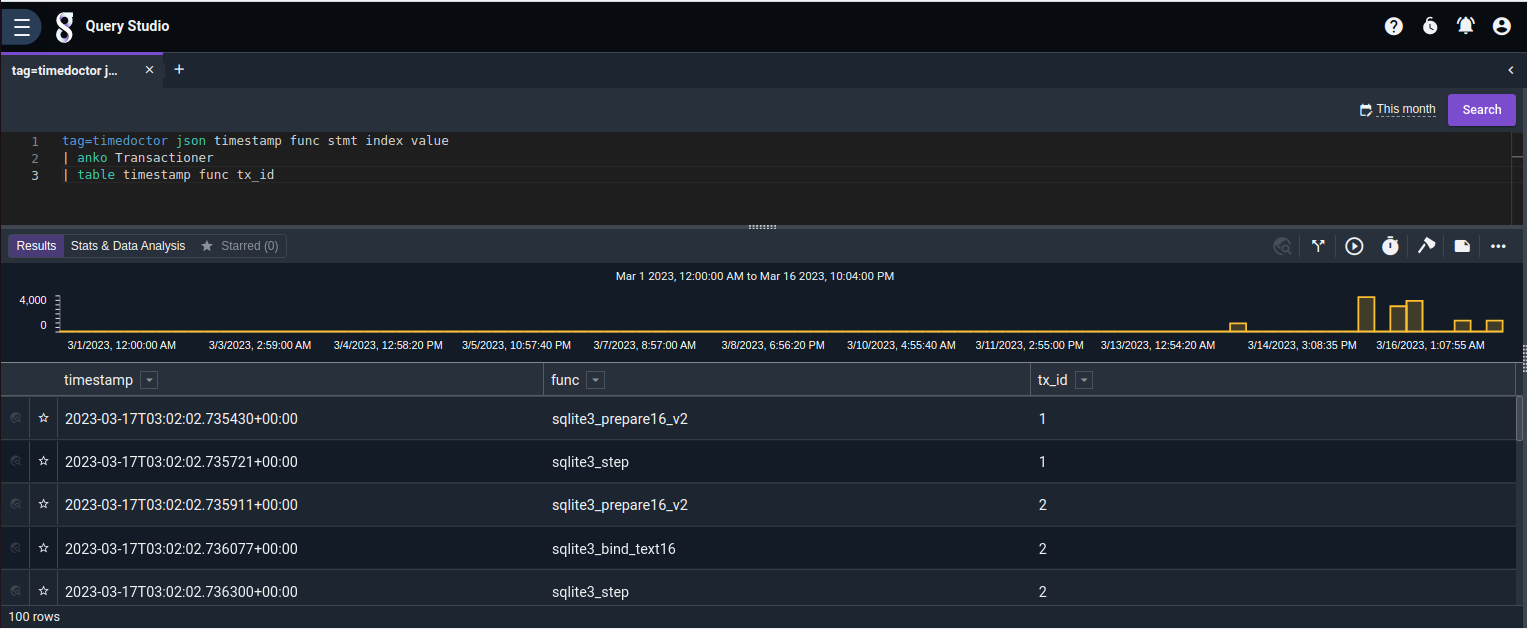 Query Studio
tag=timedoctor j...
This month
Search
1 tag=timedoctor json timestamp func stmt index value
2 | anko Transactioner
3 | table timestamp func tx_id
Results Stats & Data Analysis Starred (0)
Mar 1 2023, 12:00:00 AM to Mar 16 2023, 10:04:00 PM
4,000
0
3/1/2023, 12:00:00 AM 3/3/2023, 2:59:00 AM 3/4/2023, 12:58:20 PM 3/5/2023, 10:57:40 PM 3/7/2023, 8:57:00 AM 3/8/2023, 6:56:20 PM 3/10/2023, 4:55:40 AM 3/11/2023, 2:55:00 PM 3/13/2023, 12:54:20 AM 3/14/2023, 3:08:35 PM 3/16/2023, 1:07:55 AM
timestamp func tx_id
2023-03-17T03:02:02.735430+00:00 sqlite3_prepare16_v2 1
2023-03-17T03:02:02.735721+00:00 sqlite3_step 1
2023-03-17T03:02:02.735911+00:00 sqlite3_prepare16_v2 2
2023-03-17T03:02:02.736077+00:00 sqlite3_bind_text16 2
2023-03-17T03:02:02.736300+00:00 sqlite3_step 2
100 rows